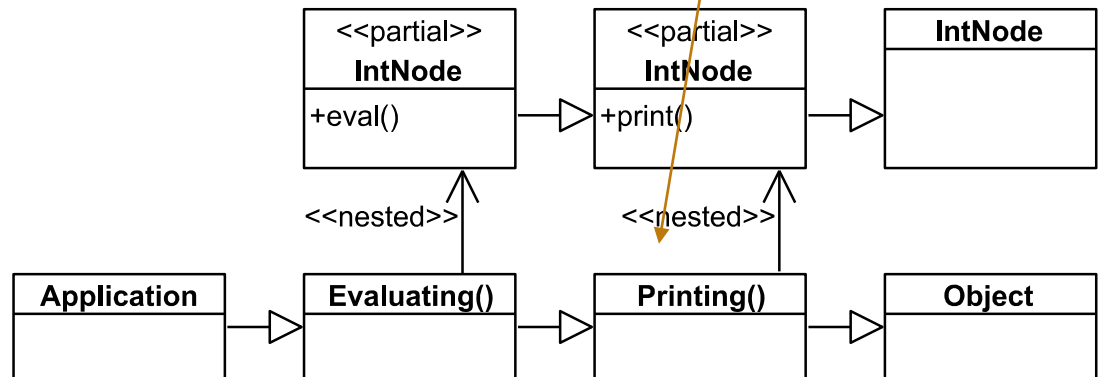 <<partial>>
IntNode
+eval()
<<partial>>
IntNode
+print()
IntNode
<<nested>>
<<nested>>
Application
Evaluating()
Printing()
Object